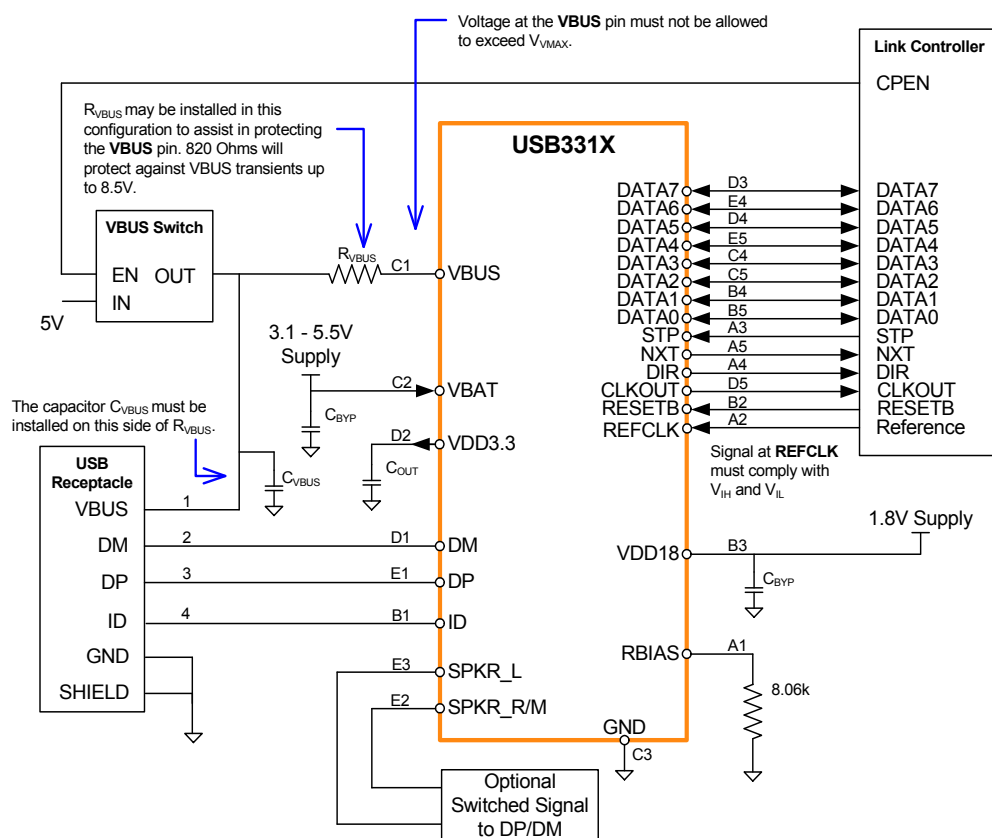 Voltage at the VBUS pin must not be allowed
to exceed VVMAX.
Link Controller
CPEN
RVBUS may be installed in this
configuration to assist in protecting
the VBUS pin. 820 Ohms will
protect against VBUS transients up
to 8.5V.
USB331X
VBUS Switch
EN OUT
IN
5V
RVBUS
C1
VBUS
DATA7 D3 DATA7
DATA6 E4 DATA6
DATA5 D4 DATA5
DATA4 E5 DATA4
DATA3 C4 DATA3
DATA2 C5 DATA2
DATA1 B4 DATA1
DATA0 B5 DATA0
STP A3 STP
NXT A5 NXT
DIR A4 DIR
CLKOUT D5 CLKOUT
RESETB B2 RESETB
REFCLK A2 Reference
3.1 - 5.5V
Supply
C2
VBAT
CBYP
D2
VDD3.3
COUT
Signal at REFCLK
must comply with
VIH and VIL
The capacitor CVBUS must be
installed on this side of RVBUS.
CVBUS
USB
Receptacle
VBUS 1
DM 2 D1 DM
DP 3 E1 DP
ID 4 B1 ID
GND
SHIELD
1.8V Supply
VDD18 B3
CBYP
RBIAS A1
8.06k
E3 SPKR_L
E2 SPKR_R/M
GND
C3
Optional
Switched Signal
to DP/DM